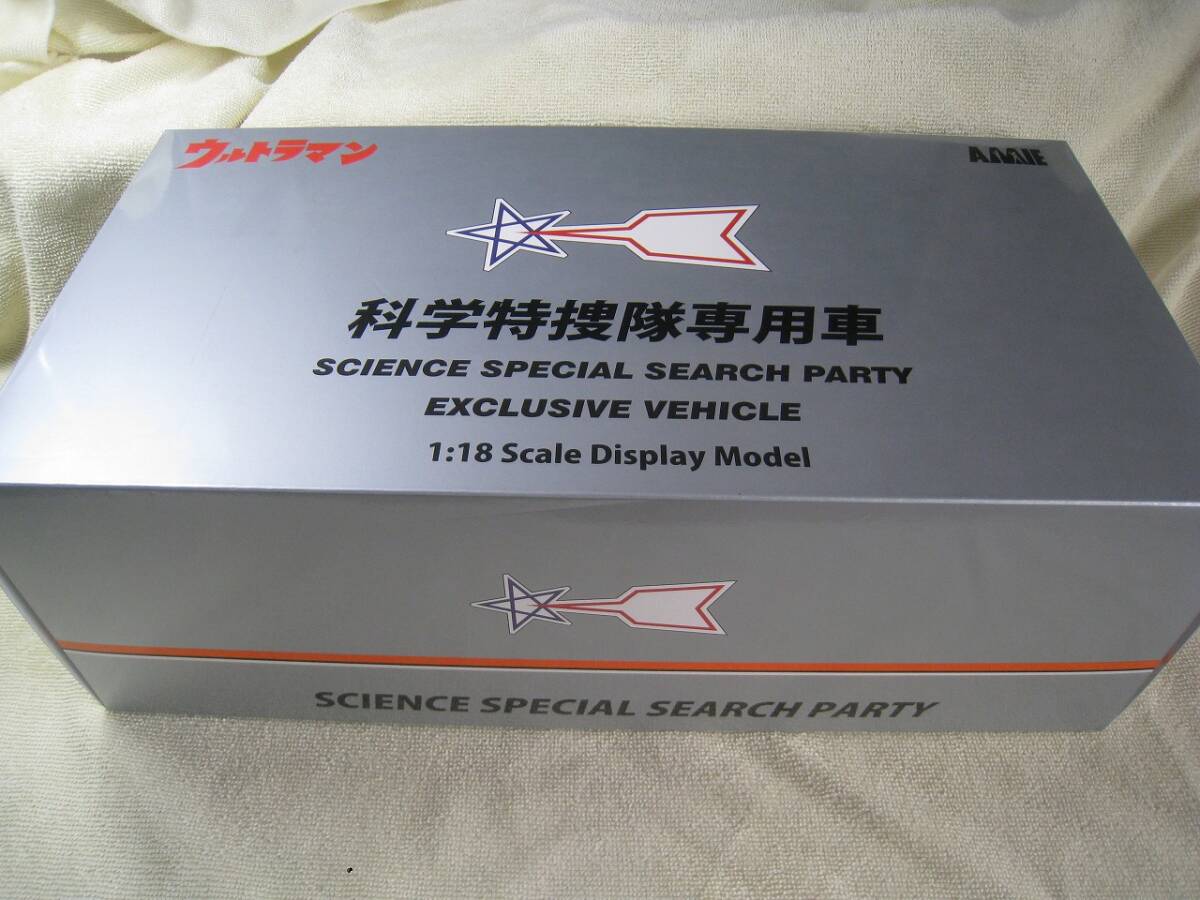 ウルトラマン
AMIE
科学特捜隊専用車
SCIENCE SPECIAL SEARCH PARTY
EXCLUSIVE VEHICLE
1:18 Scale Display Model
SCIENCE SPECIAL SEARCH PARTY